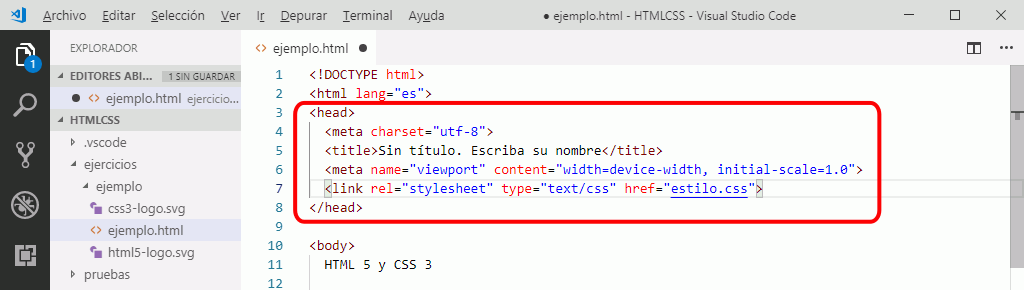 Archivo Editar Selección Ver Ir Depurar Terminal Ayuda ● ejemplo.html - HTMLCSS - Visual Studio Code
EXPLORADOR
EDITORES ABI... 1 SIN GUARDAR
● <> ejemplo.html ejercicio...
HTMLCSS
.vscode
ejercicios
ejemplo
css3-logo.svg
<> ejemplo.html
html5-logo.svg
pruebas
1
<> ejemplo.html ●
1 <!DOCTYPE html>
2 <html lang="es">
3 <head>
4 <meta charset="utf-8">
5 <title>Sin título. Escriba su nombre</title>
6 <meta name="viewport" content="width=device-width, initial-scale=1.0">
7 <link rel="stylesheet" type="text/css" href="estilo.css">
8 </head>
9
10 <body>
11 HTML 5 y CSS 3
12